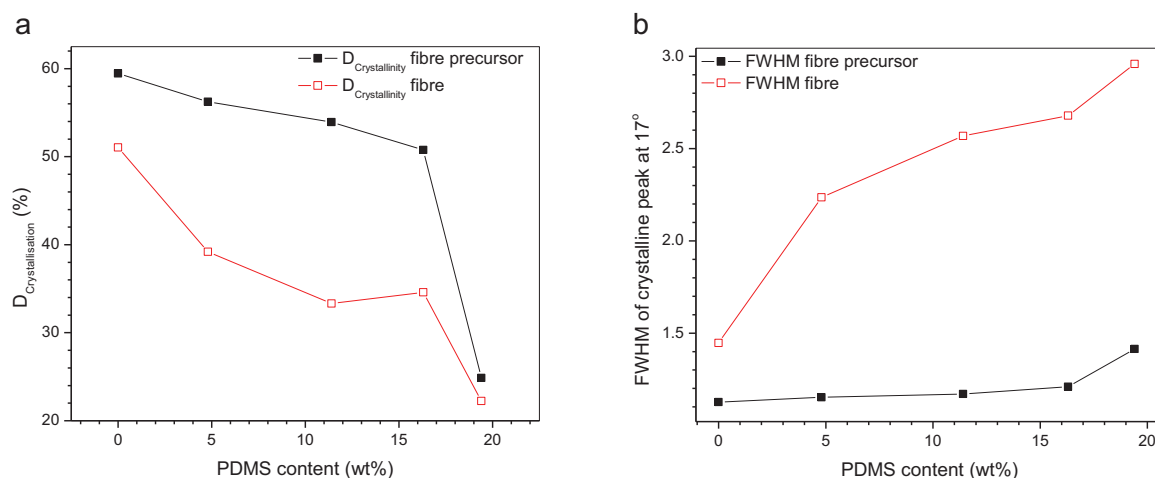 a
D_Crystallinity fibre precursor
D_Crystallinity fibre
60
50
40
30
20
D_Crystallisation (%)
0 5 10 15 20
PDMS content (wt%)
b
FWHM fibre precursor
FWHM fibre
3.0
2.5
2.0
1.5
FWHM of crystalline peak at 17°
0 5 10 15 20
PDMS content (wt%)